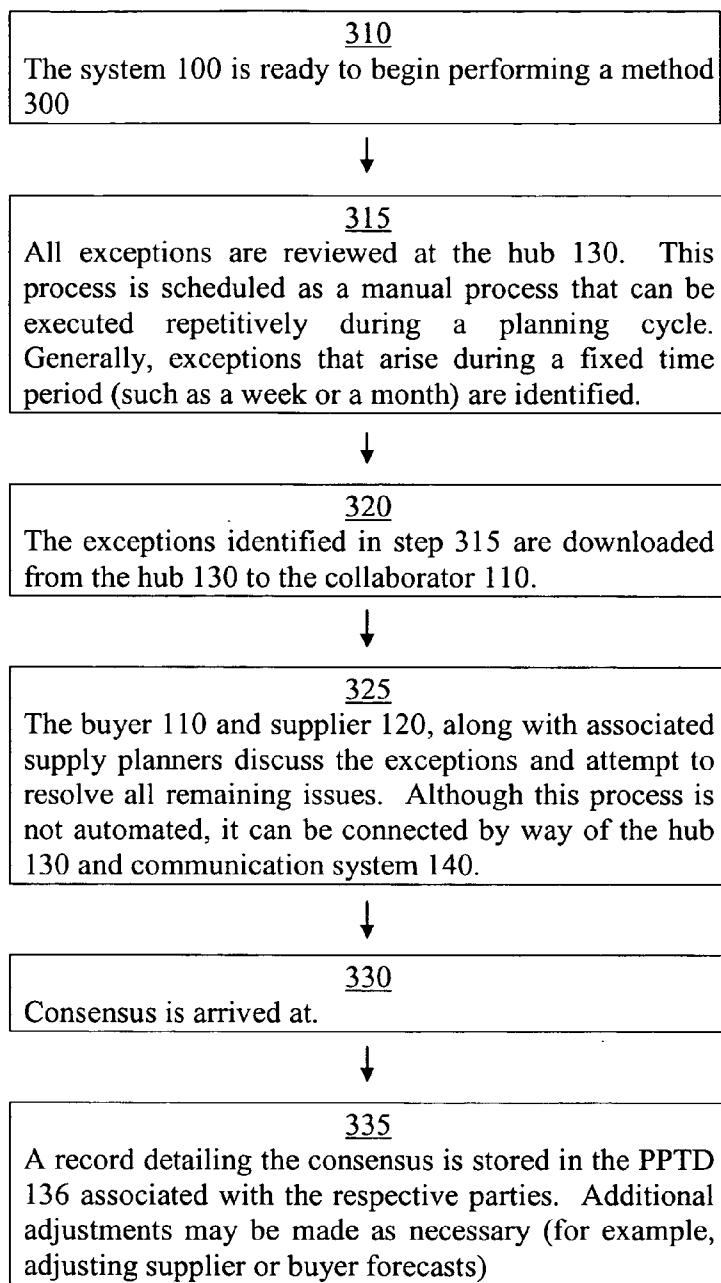 310
The system 100 is ready to begin performing a method
300
315
All exceptions are reviewed at the hub 130. This
process is scheduled as a manual process that can be
executed repetitively during a planning cycle.
Generally, exceptions that arise during a fixed time
period (such as a week or a month) are identified.
320
The exceptions identified in step 315 are downloaded
from the hub 130 to the collaborator 110.
325
The buyer 110 and supplier 120, along with associated
supply planners discuss the exceptions and attempt to
resolve all remaining issues. Although this process is
not automated, it can be connected by way of the hub
130 and communication system 140.
330
Consensus is arrived at.
335
A record detailing the consensus is stored in the PPTD
136 associated with the respective parties. Additional
adjustments may be made as necessary (for example,
adjusting supplier or buyer forecasts)